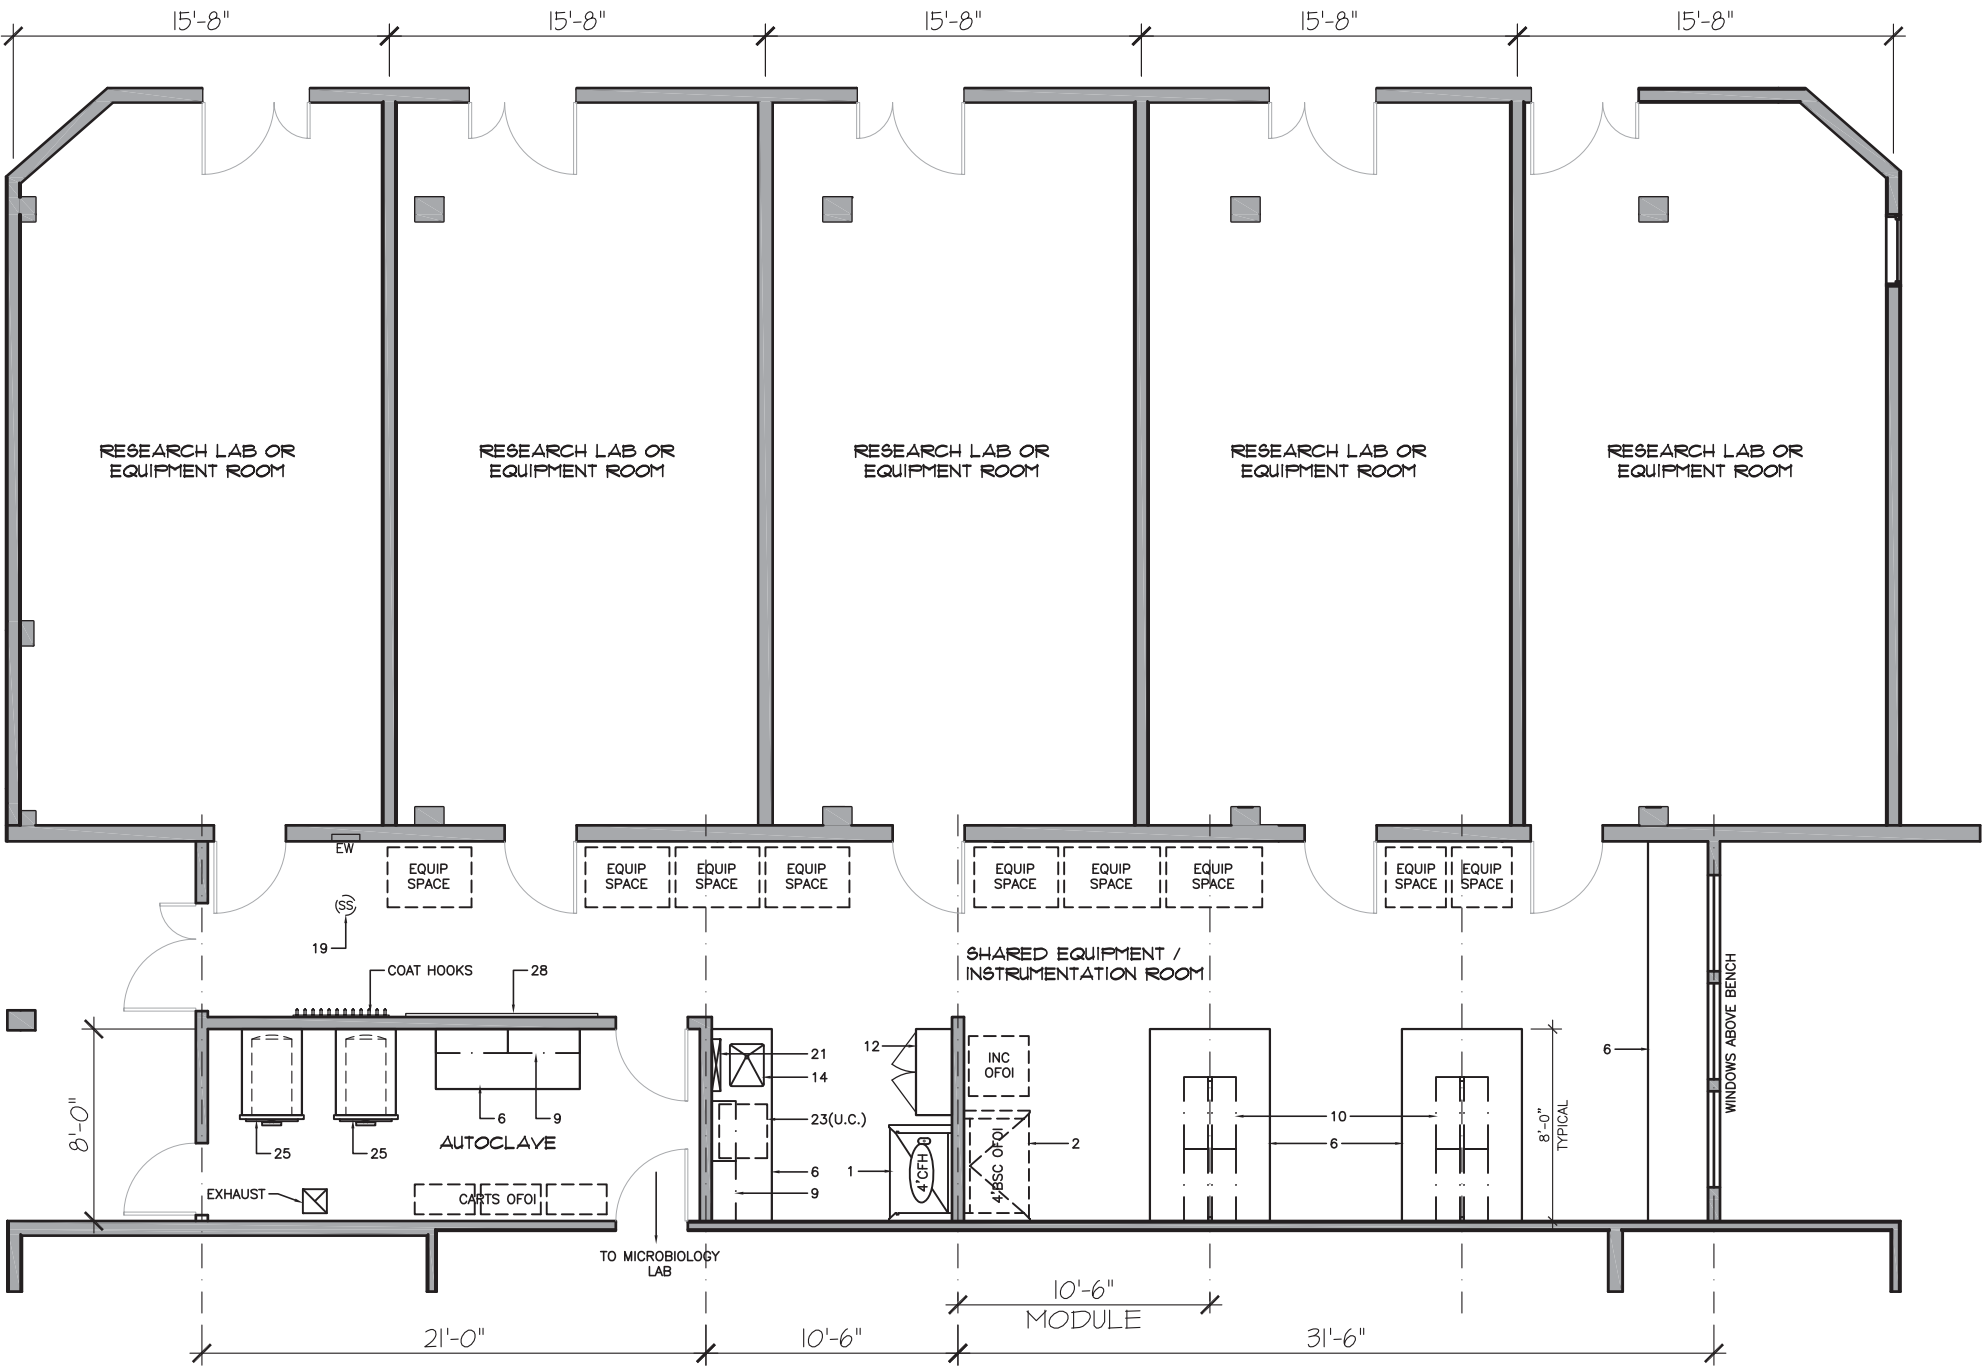 15'-8" 15'-8" 15'-8" 15'-8" 15'-8"
RESEARCH LAB OR
EQUIPMENT ROOM
RESEARCH LAB OR
EQUIPMENT ROOM
RESEARCH LAB OR
EQUIPMENT ROOM
RESEARCH LAB OR
EQUIPMENT ROOM
RESEARCH LAB OR
EQUIPMENT ROOM
EW
EQUIP
SPACE
EQUIP
SPACE
EQUIP
SPACE
EQUIP
SPACE
EQUIP
SPACE
EQUIP
SPACE
EQUIP
SPACE
EQUIP
SPACE
EQUIP
SPACE
(SS)
19
COAT HOOKS
28
SHARED EQUIPMENT /
INSTRUMENTATION ROOM
WINDOWS ABOVE BENCH
8'-0"
25
25
6
9
AUTOCLAVE
EXHAUST
CARTS OFOI
TO MICROBIOLOGY
LAB
21
14
23(U.C.)
6
9
12
1
4'CFH
INC
OFOI
4'BSC OFOI
2
10
6
6
8'-0"
TYPICAL
10'-6"
MODULE
21'-0" 10'-6" 31'-6"